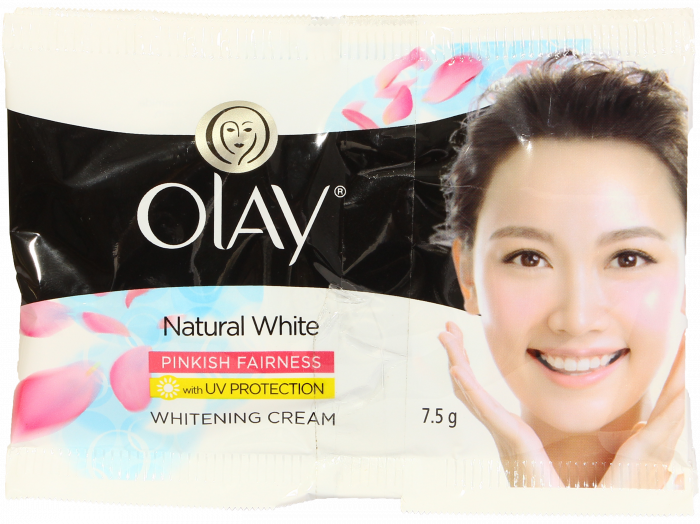 OLAY®
Natural White
PINKISH FAIRNESS
with UV PROTECTION
WHITENING CREAM
7.5 g